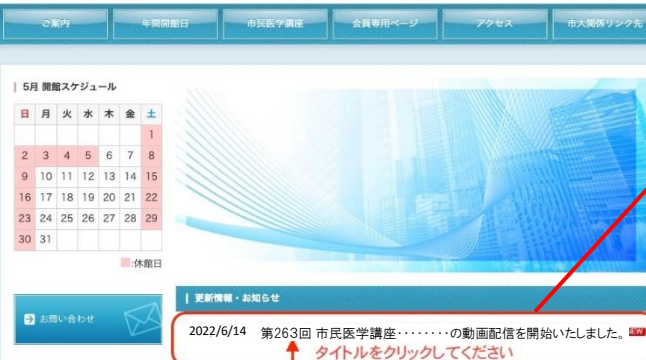 ご案内 年間開館日 市民医学講座 会員専用ページ アクセス 市大関係リンク先
5月 開館スケジュール
日 月 火 水 木 金 土
1
2 3 4 5 6 7 8
9 10 11 12 13 14 15
16 17 18 19 20 21 22
23 24 25 26 27 28 29
30 31
:休館日
お問い合わせ
更新情報・お知らせ
2022/6/14 第263回 市民医学講座・・・・・・・・の動画配信を開始いたしました。 NEW
タイトルをクリックしてください